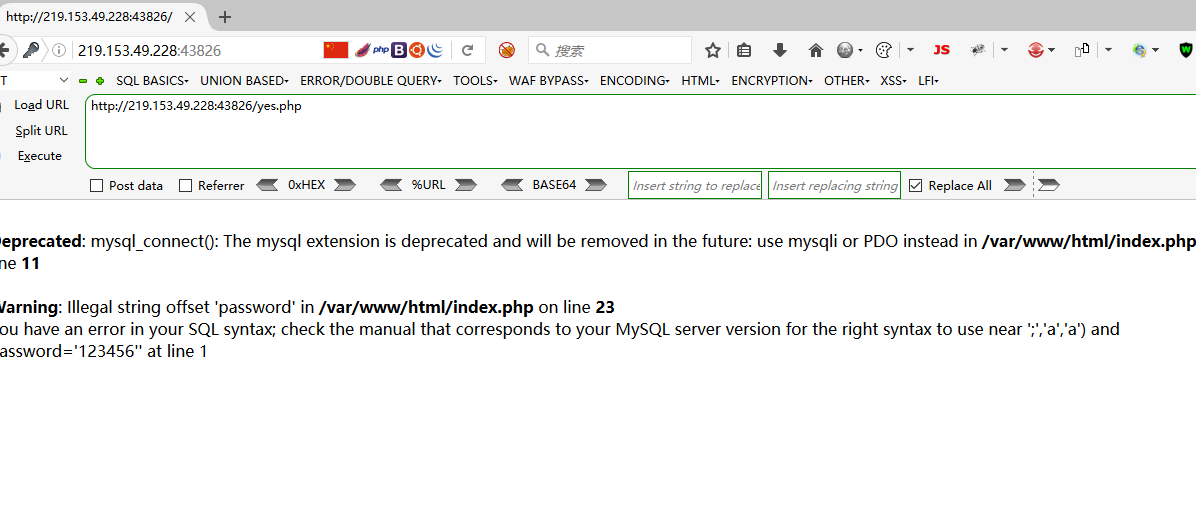 http://219.153.49.228:43826/
219.153.49.228:43826
php
B
搜索
JS
W
T
SQL BASICS
UNION BASED
ERROR/DOUBLE QUERY
TOOLS
WAF BYPASS
ENCODING
HTML
ENCRYPTION
OTHER
XSS
LFI
Load URL
http://219.153.49.228:43826/yes.php
Split URL
Execute
Post data
Referrer
0xHEX
%URL
BASE64
Insert string to replace
Insert replacing string
Replace All
eprecated: mysql_connect(): The mysql extension is deprecated and will be removed in the future: use mysqli or PDO instead in /var/www/html/index.php
ne 11
arning: Illegal string offset 'password' in /var/www/html/index.php on line 23
ou have an error in your SQL syntax; check the manual that corresponds to your MySQL server version for the right syntax to use near ';','a','a') and
assword='123456'' at line 1